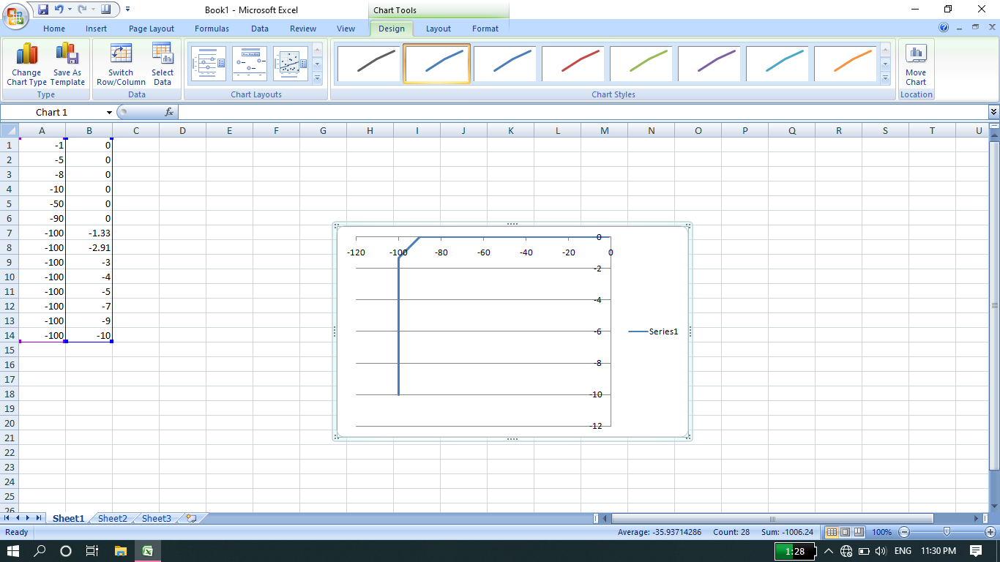 Book1 - Microsoft Excel
Chart Tools
Home Insert Page Layout Formulas Data Review View Design Layout Format
Change Chart Type
Save As Template
Switch Row/Column
Select Data
Move Chart
Type Data Chart Layouts Chart Styles Location
Chart 1 fx
A B C D E F G H I J K L M N O P Q R S T U
1 -1 0
2 -5 0
3 -8 0
4 -10 0
5 -50 0
6 -90 0
7 -100 -1.33
8 -100 -2.91
9 -100 -3
10 -100 -4
11 -100 -5
12 -100 -7
13 -100 -9
14 -100 -10
15
16
17
18
19
20
21
22
23
24
25
26
0
-120 -100 -80 -60 -40 -20 0
-2
-4
-6
Series1
-8
-10
-12
Sheet1 Sheet2 Sheet3
Ready Average: -35.93714286 Count: 28 Sum: -1006.24 100%
1:28 ENG 11:30 PM